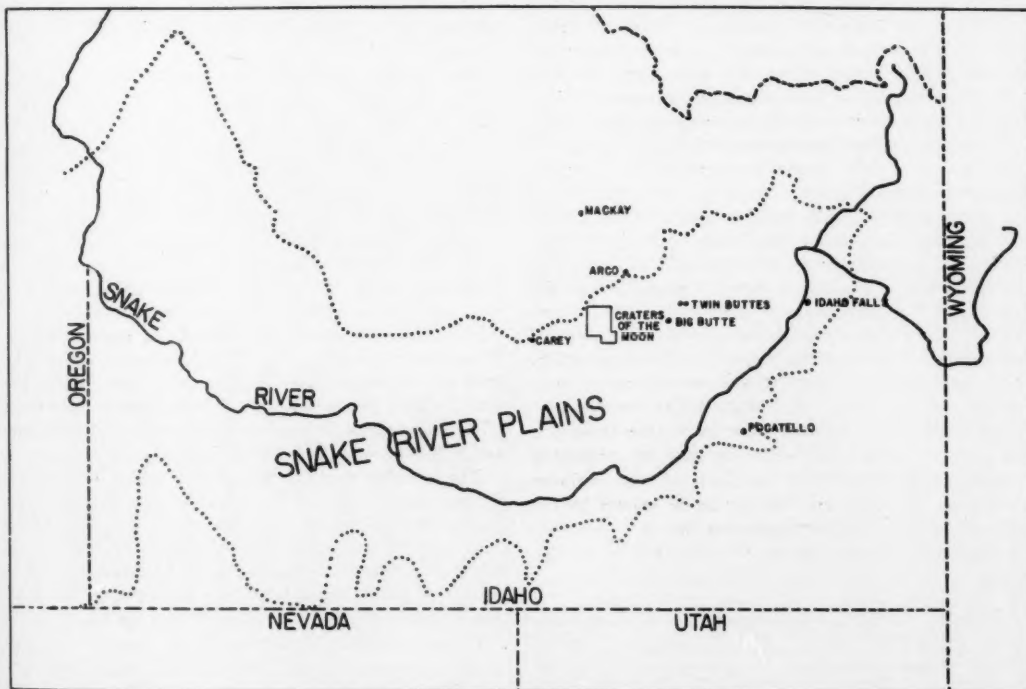 MACKAY
ARCO
TWIN BUTTES
CRATERS
OF THE
MOON
BIG BUTTE
IDAHO FALLS
CAREY
WYOMING
SNAKE
OREGON
RIVER
SNAKE RIVER PLAINS
POCATELLO
IDAHO
NEVADA
UTAH